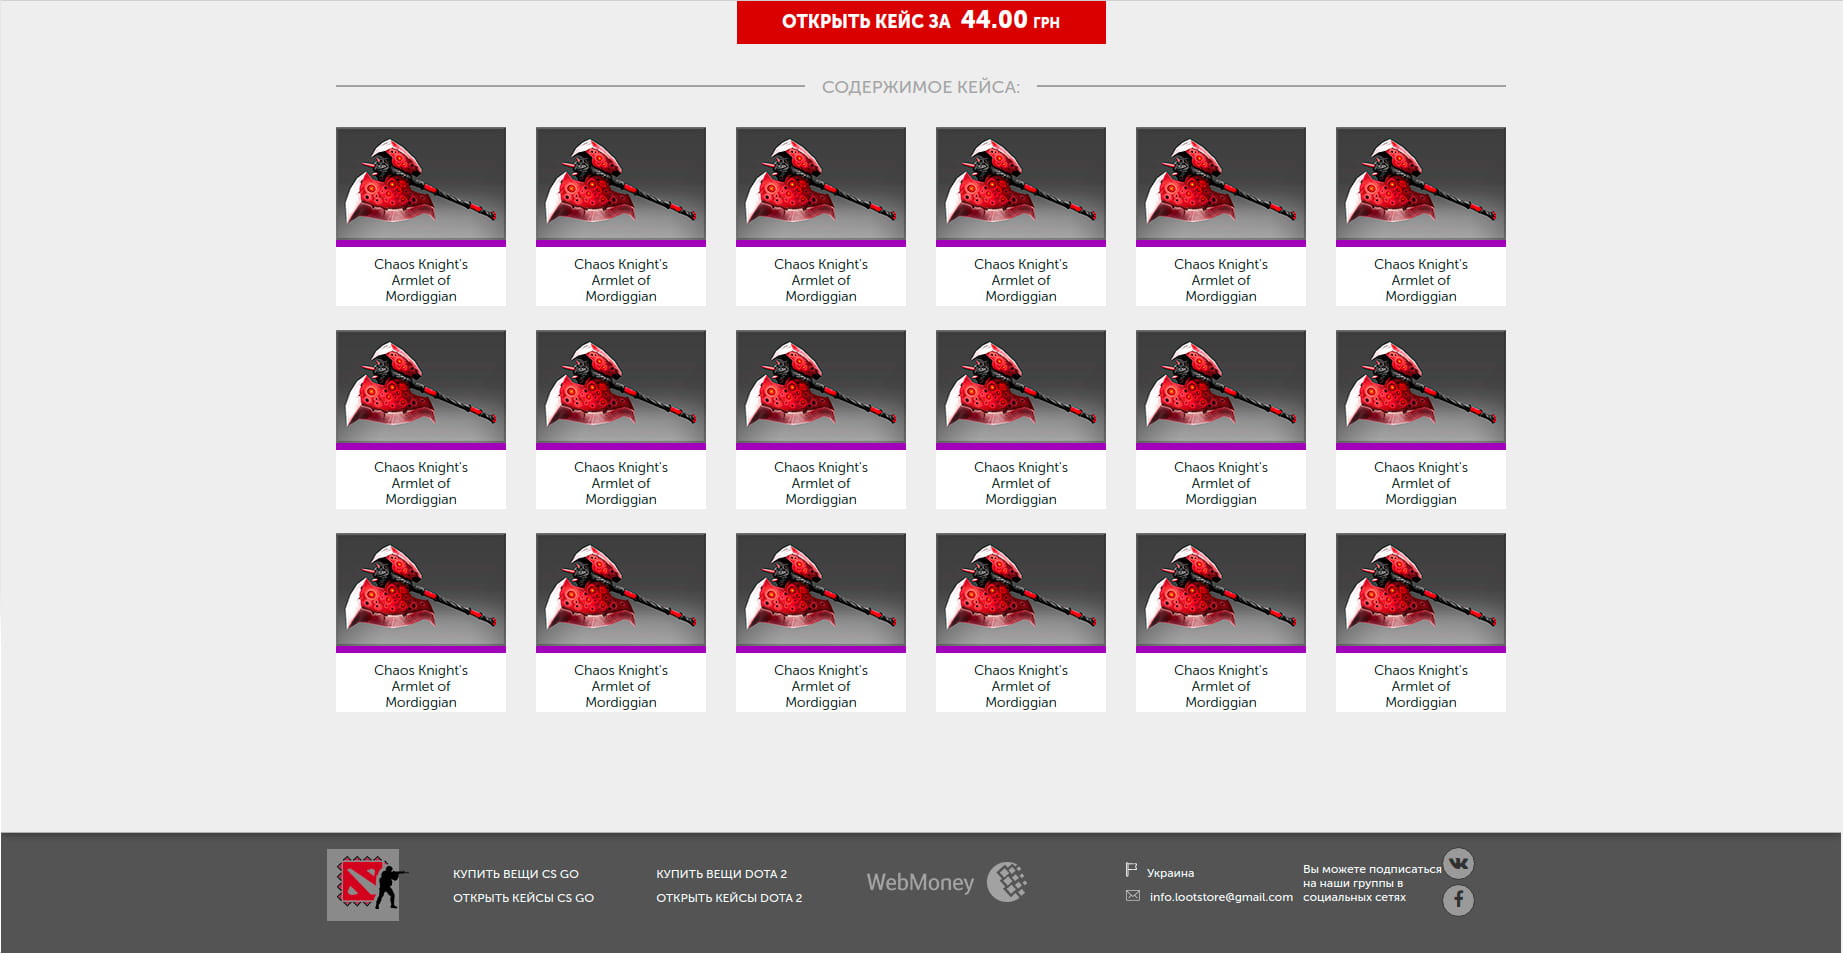 ОТКРЫТЬ КЕЙС ЗА 44.00 ГРН
СОДЕРЖИМОЕ КЕЙСА:
Chaos Knight's
Armlet of
Mordiggian
Chaos Knight's
Armlet of
Mordiggian
Chaos Knight's
Armlet of
Mordiggian
Chaos Knight's
Armlet of
Mordiggian
Chaos Knight's
Armlet of
Mordiggian
Chaos Knight's
Armlet of
Mordiggian
Chaos Knight's
Armlet of
Mordiggian
Chaos Knight's
Armlet of
Mordiggian
Chaos Knight's
Armlet of
Mordiggian
Chaos Knight's
Armlet of
Mordiggian
Chaos Knight's
Armlet of
Mordiggian
Chaos Knight's
Armlet of
Mordiggian
Chaos Knight's
Armlet of
Mordiggian
Chaos Knight's
Armlet of
Mordiggian
Chaos Knight's
Armlet of
Mordiggian
Chaos Knight's
Armlet of
Mordiggian
Chaos Knight's
Armlet of
Mordiggian
Chaos Knight's
Armlet of
Mordiggian
КУПИТЬ ВЕЩИ CS GO
ОТКРЫТЬ КЕЙСЫ CS GO
КУПИТЬ ВЕЩИ DOTA 2
ОТКРЫТЬ КЕЙСЫ DOTA 2
WebMoney
Украина
info.lootstore@gmail.com
Вы можете подписаться
на наши группы в
социальных сетях